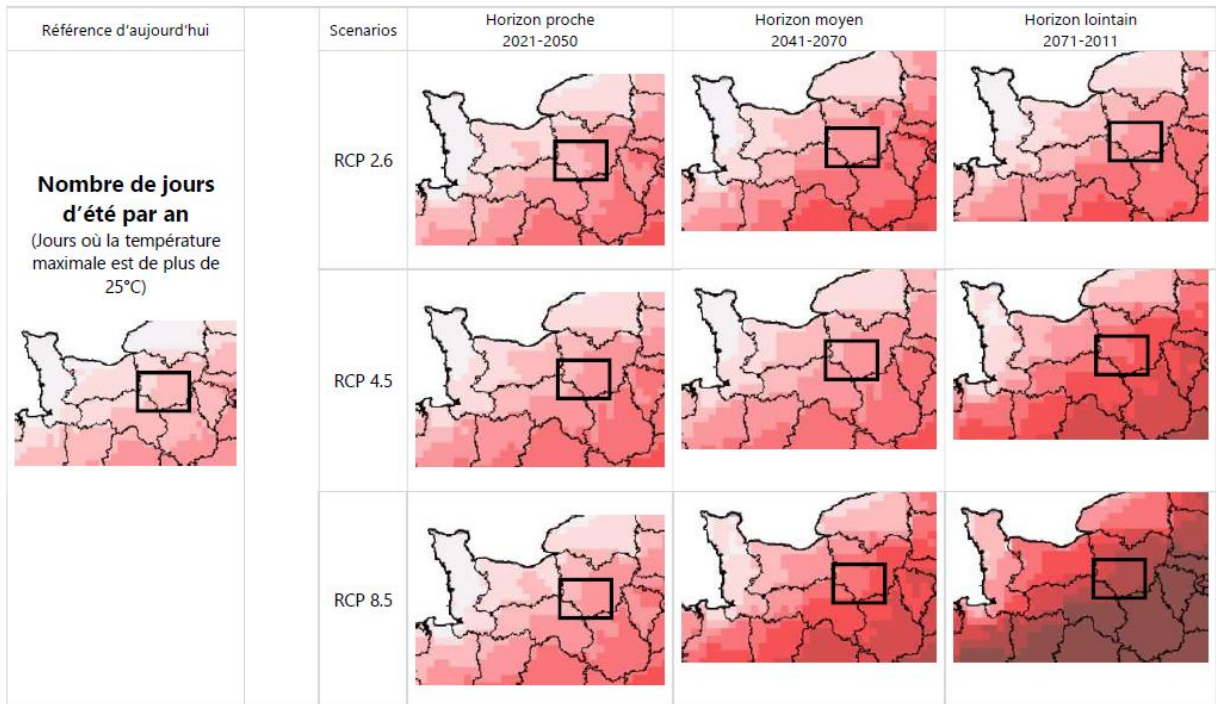 Référence d'aujourd'hui
Scenarios
Horizon proche
2021-2050
Horizon moyen
2041-2070
Horizon lointain
2071-2011
Nombre de jours
d'été par an
(Jours où la température
maximale est de plus de
25°C)
RCP 2.6
RCP 4.5
RCP 8.5